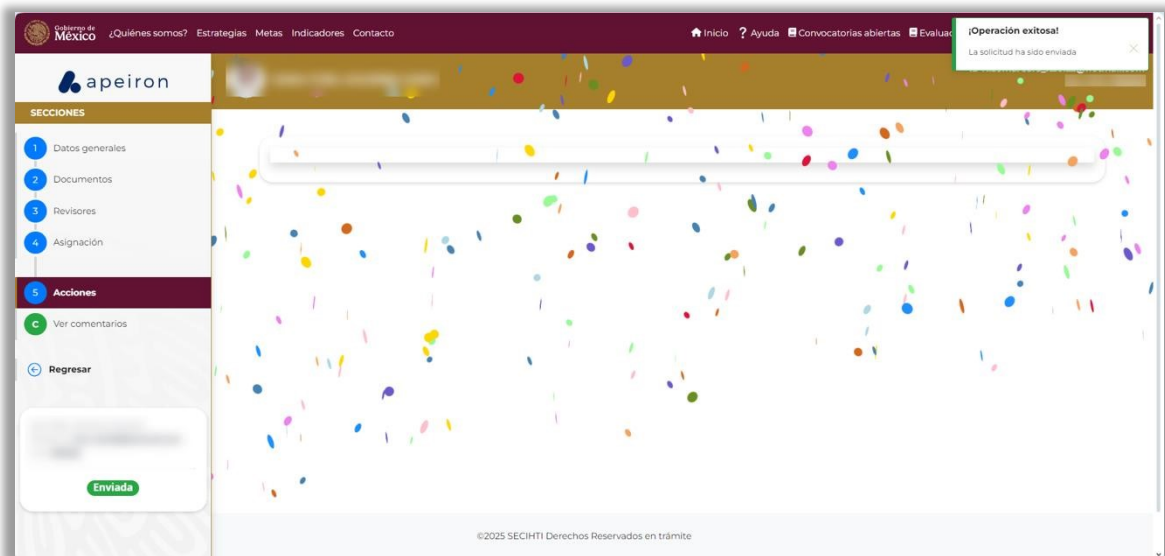 Gobierno de
México
¿Quiénes somos? Estrategias Metas Indicadores Contacto
Inicio ? Ayuda Convocatorias abiertas
¡Operación exitosa!
La solicitud ha sido enviada
apeiron
SECCIONES
1 Datos generales
2 Documentos
3 Revisores
4 Asignación
5 Acciones
C Ver comentarios
Regresar
Enviada
©2025 SECIHTI Derechos Reservados en trámite